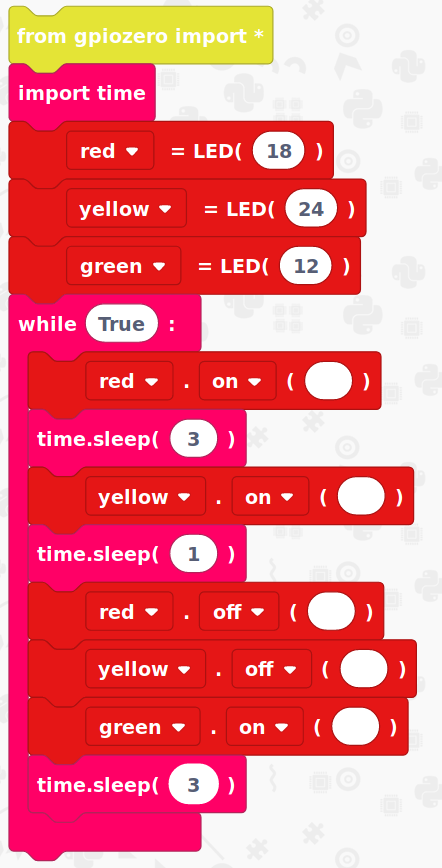 from gpiozero import *
import time
red = LED( 18 )
yellow = LED( 24 )
green = LED( 12 )
while True :
red . on ( )
time.sleep( 3 )
yellow . on ( )
time.sleep( 1 )
red . off ( )
yellow . off ( )
green . on ( )
time.sleep( 3 )